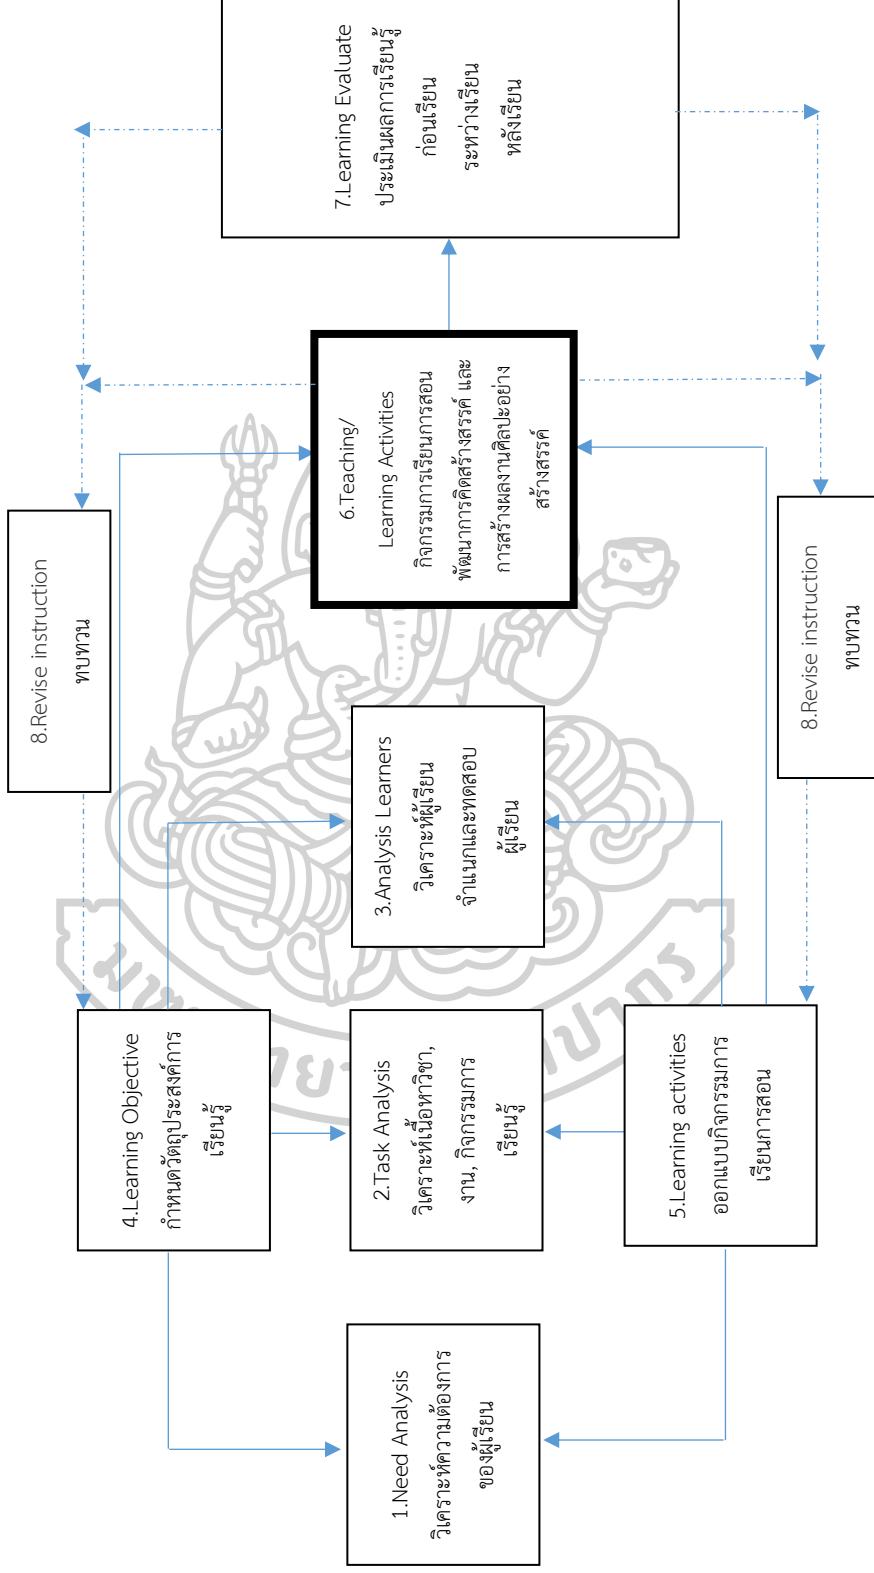 8.Revise instruction
ทบทวน
4.Learning Objective
กำหนดวัตถุประสงค์การ
เรียนรู้
1.Need Analysis
วิเคราะห์ความต้องการ
ของผู้เรียน
2.Task Analysis
วิเคราะห์เนื้อหาวิชา,
งาน, กิจกรรมการ
เรียนรู้
3.Analysis Learners
วิเคราะห์ผู้เรียน
จำแนกและทดสอบ
ผู้เรียน
6.Teaching/
Learning Activities
กิจกรรมการเรียนการสอน
พัฒนาการคิดสร้างสรรค์ และ
การสร้างผลงานศิลปะอย่าง
สร้างสรรค์
7.Learning Evaluate
ประเมินผลการเรียนรู้
ก่อนเรียน
ระหว่างเรียน
หลังเรียน
5.Learning activities
ออกแบบกิจกรรมการ
เรียนการสอน
8.Revise instruction
ทบทวน